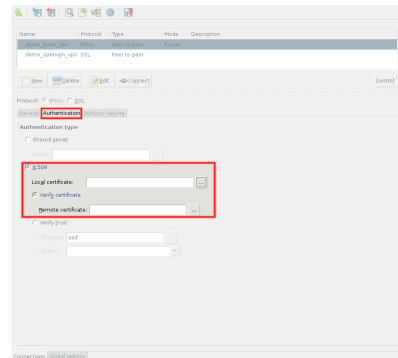 Name Protocol Type Mode Description
demo_ipsec_vpn IPSec Peer to peer
demo_openvpn_vpn SSL Peer to peer
New Delete Edit Connect Control
Protocol: IPSec SSL
General Authentication Options Keying
Authentication type
Shared secret
X.509
Local certificate: ...
Verify certificate
Remote certificate: ...
Verify trust
and
Connections Global options